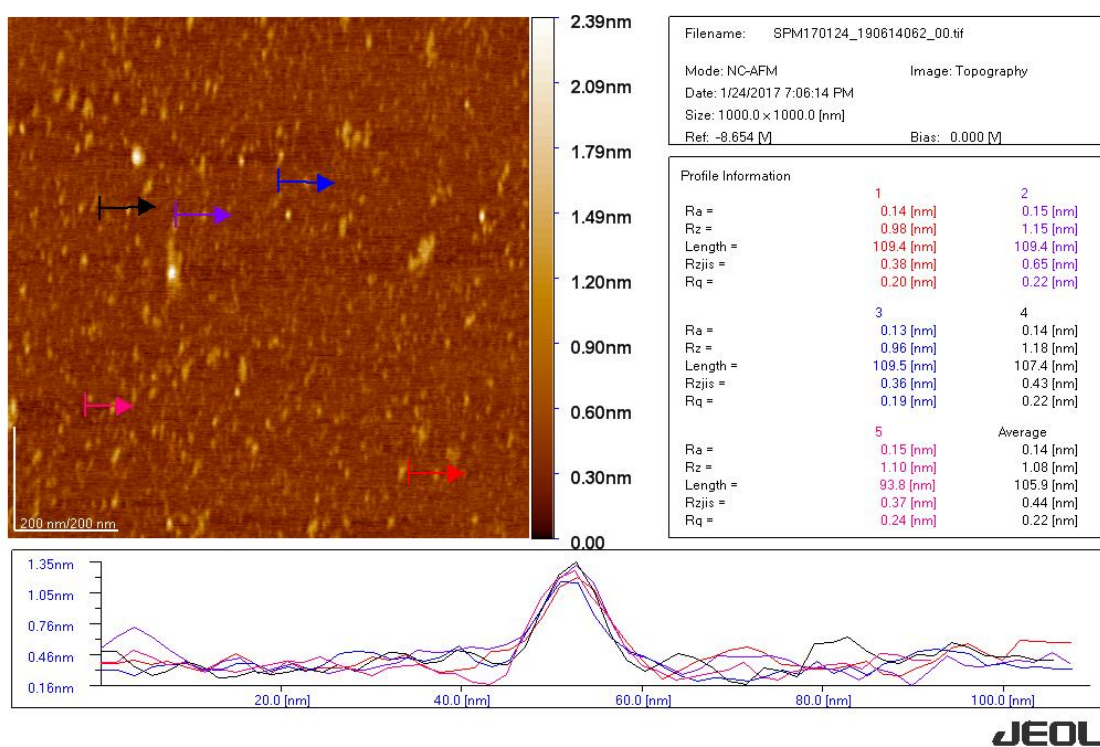 2.39nm
2.09nm
1.79nm
1.49nm
1.20nm
0.90nm
0.60nm
0.30nm
0.00
200 nm/200 nm
Filename: SPM170124_190614062_00.tif
Mode: NC-AFM Image: Topography
Date: 1/24/2017 7:06:14 PM
Size: 1000.0 x 1000.0 [nm]
Ref: -8.654 [V] Bias: 0.000 [V]
Profile Information
1 2
Ra = 0.14 [nm] 0.15 [nm]
Rz = 0.98 [nm] 1.15 [nm]
Length = 109.4 [nm] 109.4 [nm]
Rzjis = 0.38 [nm] 0.65 [nm]
Rq = 0.20 [nm] 0.22 [nm]
3 4
Ra = 0.13 [nm] 0.14 [nm]
Rz = 0.96 [nm] 1.18 [nm]
Length = 109.5 [nm] 107.4 [nm]
Rzjis = 0.36 [nm] 0.43 [nm]
Rq = 0.19 [nm] 0.22 [nm]
5 Average
Ra = 0.15 [nm] 0.14 [nm]
Rz = 1.10 [nm] 1.08 [nm]
Length = 93.8 [nm] 105.9 [nm]
Rzjis = 0.37 [nm] 0.44 [nm]
Rq = 0.24 [nm] 0.22 [nm]
1.35nm
1.05nm
0.76nm
0.46nm
0.16nm
20.0 [nm] 40.0 [nm] 60.0 [nm] 80.0 [nm] 100.0 [nm]
JEOL